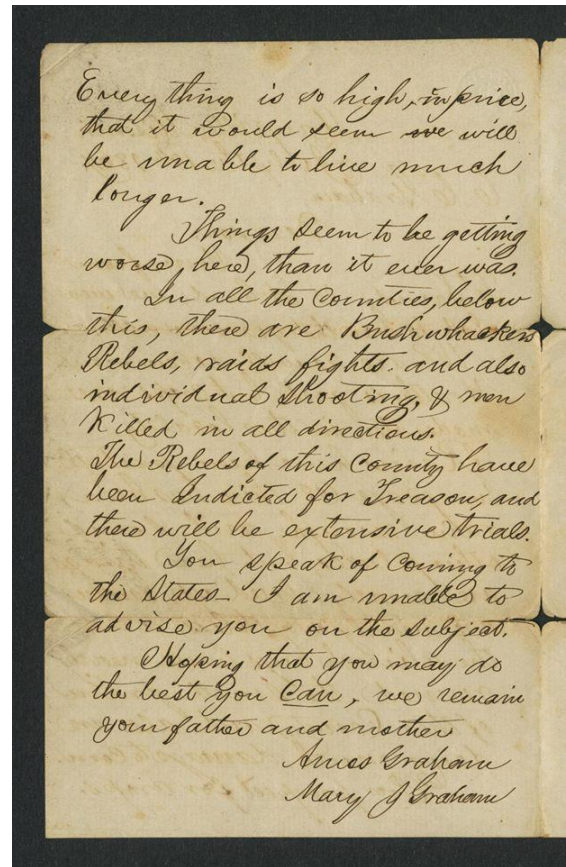 Every thing is so high, in price,
that it would seem we will
be unable to live much
longer.
Things seem to be getting
worse, here, than it ever was.
In all the Counties, below
this, there are Bushwhackers
Rebels, raids fights. and also
individual shooting, & men
Killed in all directions.
The Rebels of this County have
been Indicted for Treason, and
there will be extensive trials.
You speak of Coming to
the States I am unable to
advise you on the subject.
Hoping that you may do
the best you Can, we remain
your father and mother
Amos Graham
Mary J Graham